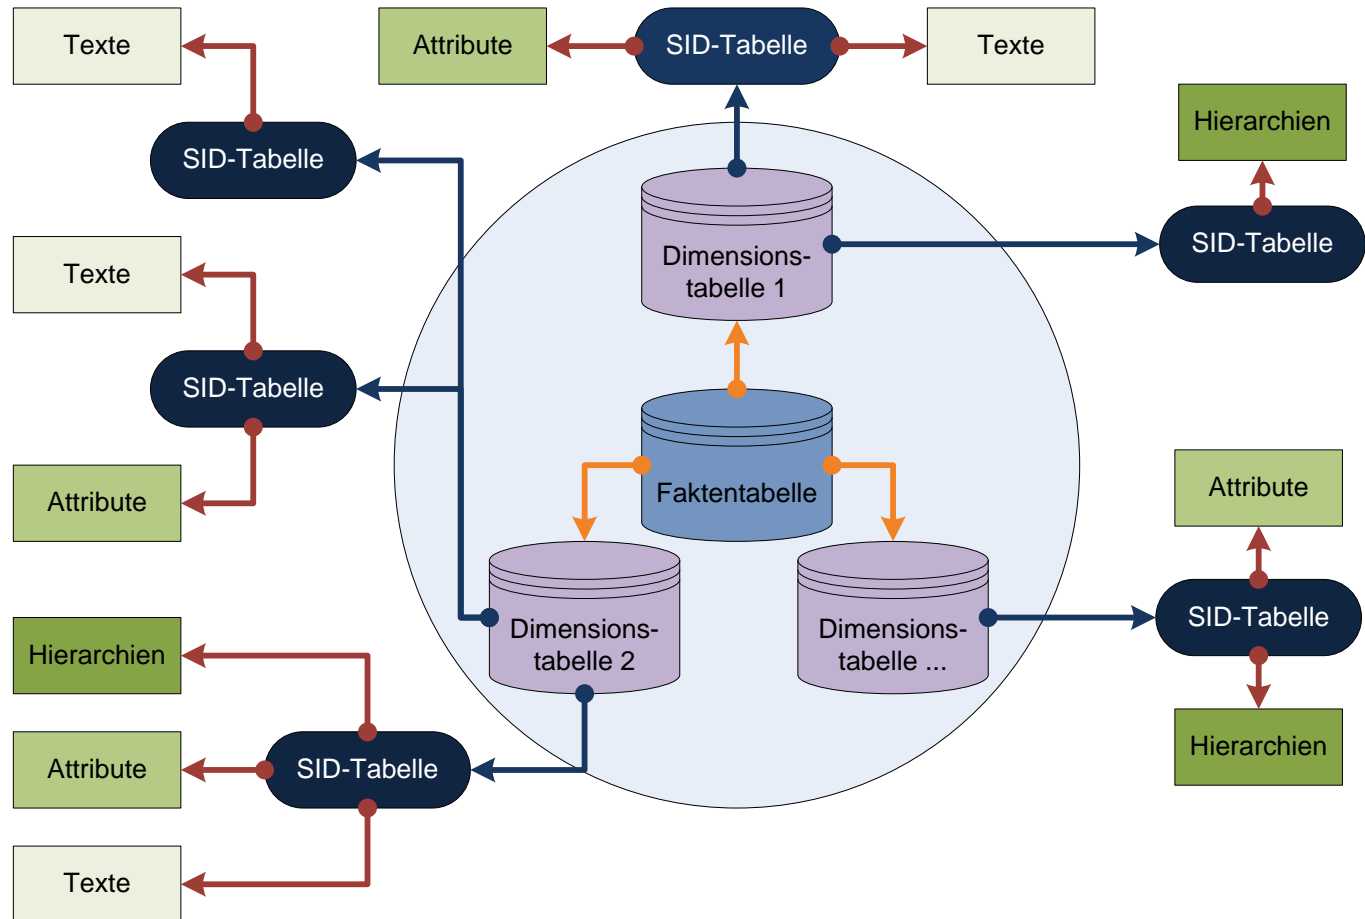 Texte
Attribute
SID-Tabelle
Texte
Hierarchien
SID-Tabelle
SID-Tabelle
Dimensions-
tabelle 1
Texte
SID-Tabelle
Attribute
Faktentabelle
Attribute
SID-Tabelle
Hierarchien
Dimensions-
tabelle 2
Dimensions-
tabelle ...
Hierarchien
Attribute
SID-Tabelle
Texte